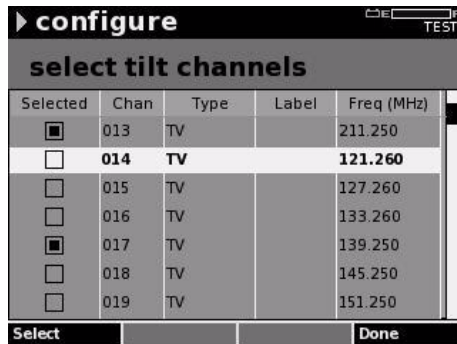 configure
E F
TEST
select tilt channels
Selected Chan Type Label Freq (MHz)
013 TV 211.250
014 TV 121.260
015 TV 127.260
016 TV 133.260
017 TV 139.250
018 TV 145.250
019 TV 151.250
Select Done